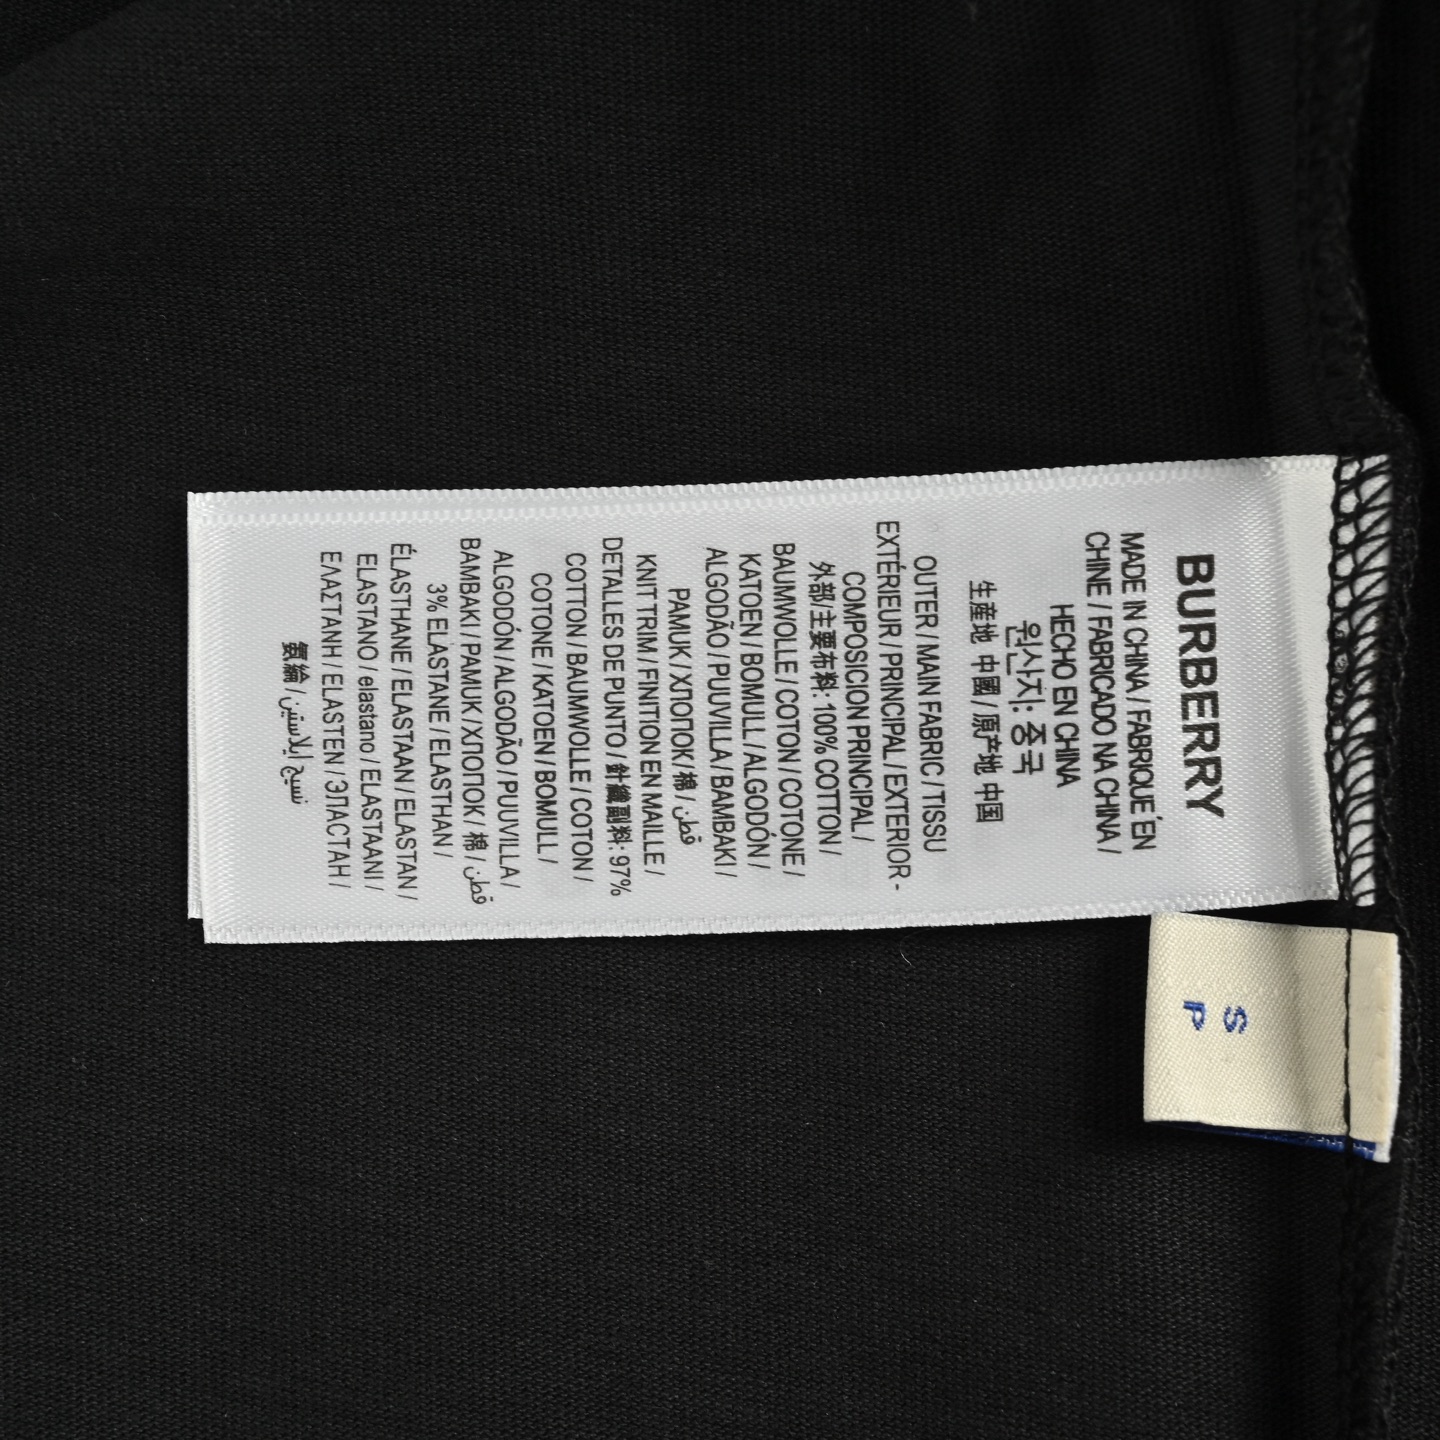 BURBERRY
MADE IN CHINA / FABRIQUÉ EN
CHINE / FABRICADO NA CHINA /
HECHO EN CHINA
원산지: 중국
生産地 中國 / 原产地 中国
OUTER / MAIN FABRIC / TISSU
EXTÉRIEUR / PRINCIPAL / EXTERIOR -
COMPOSICION PRINCIPAL /
外部/主要布料: 100% COTTON /
BAUMWOLLE / COTON / COTONE /
KATOEN / BOMULL / ALGODÓN /
ALGODÃO / PUUVILLA / BAMBAKI /
PAMUK / ХЛОПОК / 棉 / قطن
KNIT TRIM / FINITION EN MAILLE /
DETALLES DE PUNTO / 針織副料: 97%
COTTON / BAUMWOLLE / COTON /
COTONE / KATOEN / BOMULL /
ALGODÓN / ALGODÃO / PUUVILLA /
BAMBAKI / PAMUK / ХЛОПОК / 棉 / قطن
3% ELASTANE / ELASTHAN /
ÉLASTHANE / ELASTAAN / ELASTAN /
ELASTANO / elastano / ELASTAANI /
ΕΛΑΣΤΑΝΗ / ELASTEN / ЭЛАСТАН /
氨綸 / نسيج إيلاستين
S
P